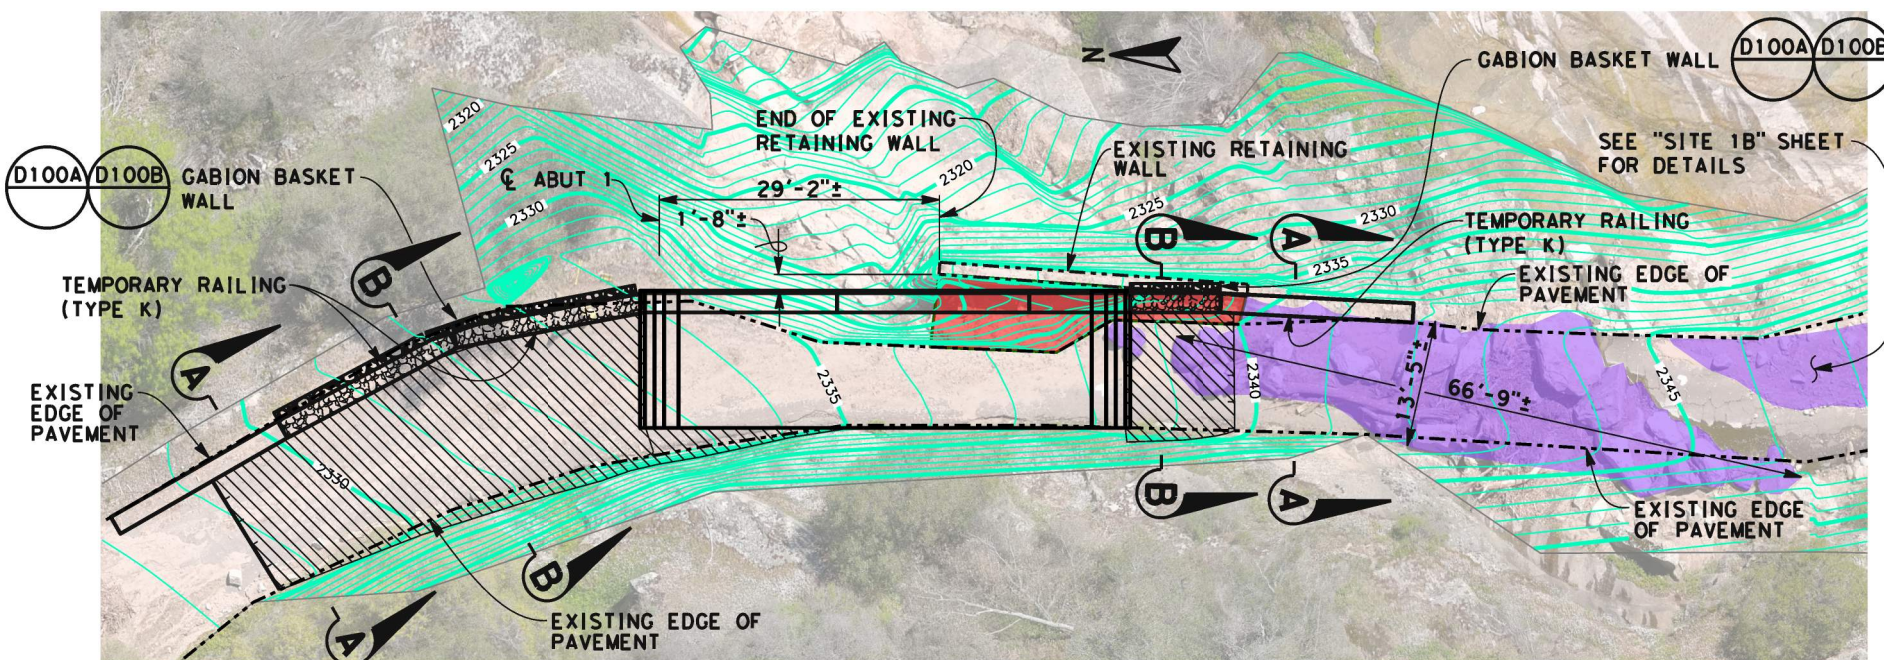 N
GABION BASKET WALL
D100A D100B
END OF EXISTING
RETAINING WALL
EXISTING RETAINING
WALL
SEE "SITE 1B" SHEET
FOR DETAILS
D100A D100B
GABION BASKET
WALL
℄ ABUT 1
29'-2"±
1'-8"±
2320
2325
2330
2320
2325
2330
2335
B
A
TEMPORARY RAILING
(TYPE K)
EXISTING EDGE OF
PAVEMENT
TEMPORARY RAILING
(TYPE K)
B
A
EXISTING
EDGE OF
PAVEMENT
2330
2335
2340
2345
13'-5"±
66'-9"±
B
A
EXISTING EDGE
OF PAVEMENT
B
A
EXISTING EDGE OF
PAVEMENT